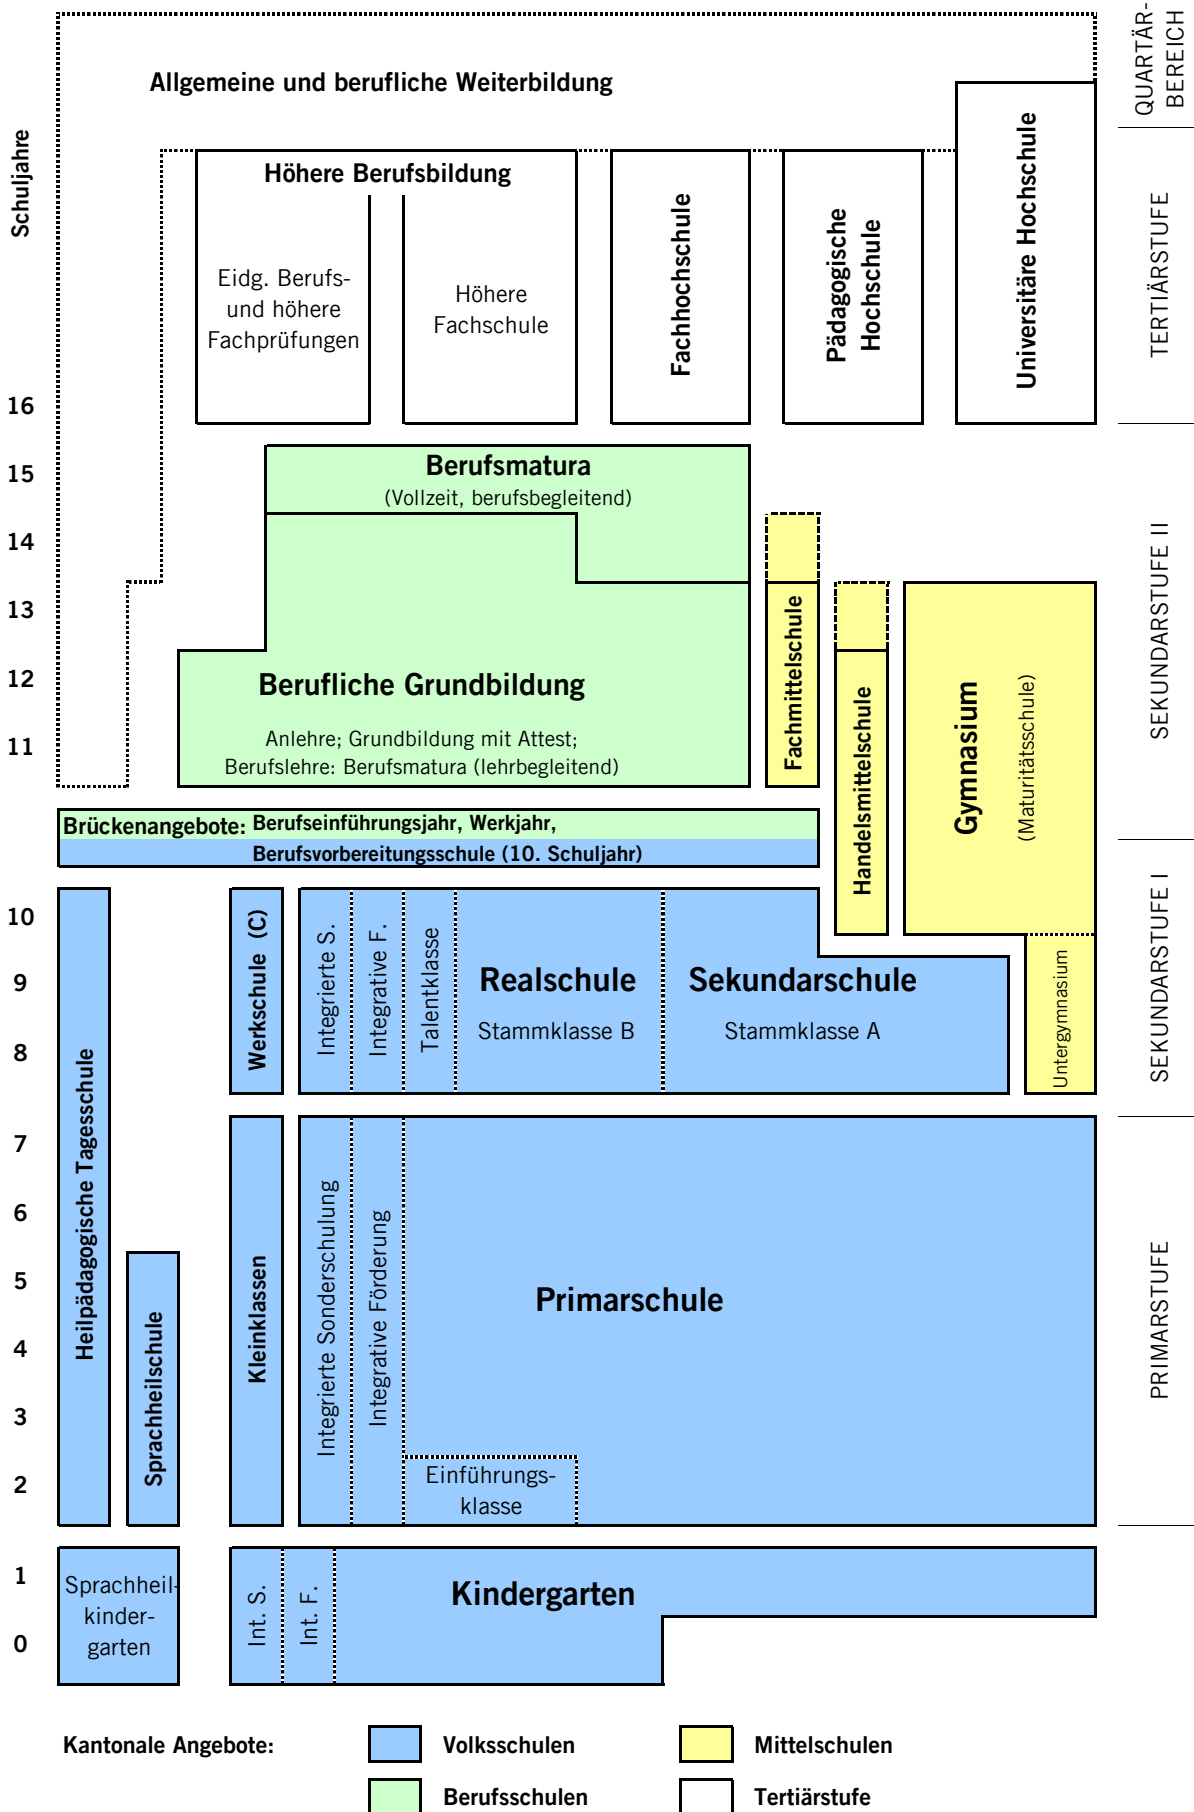 QUARTÄR-
BEREICH
Allgemeine und berufliche Weiterbildung
Schuljahre
Höhere Berufsbildung
Eidg. Berufs-
und höhere
Fachprüfungen
Höhere
Fachschule
Fachhochschule
Pädagogische
Hochschule
Universitäre Hochschule
TERTIÄRSTUFE
16
15
Berufsmatura
(Vollzeit, berufsbegleitend)
14
13
12
11
Berufliche Grundbildung
Anlehre; Grundbildung mit Attest;
Berufslehre: Berufsmatura (lehrbegleitend)
Fachmittelschule
Handelsmittelschule
Gymnasium
(Maturitätsschule)
SEKUNDARSTUFE II
Brückenangebote: Berufseinführungsjahr, Werkjahr,
Berufsvorbereitungsschule (10. Schuljahr)
10
9
8
Heilpädagogische Tagesschule
Werkschule (C)
Integrierte S.
Integrative F.
Talentklasse
Realschule
Stammklasse B
Sekundarschule
Stammklasse A
Untergymnasium
SEKUNDARSTUFE I
7
6
5
4
3
2
Sprachheilschule
Kleinklassen
Integrierte Sonderschulung
Integrative Förderung
Primarschule
Einführungs-
klasse
PRIMARSTUFE
1
0
Sprachheil-
kinder-
garten
Int. S.
Int. F.
Kindergarten
Kantonale Angebote:
Volksschulen
Mittelschulen
Berufsschulen
Tertiärstufe